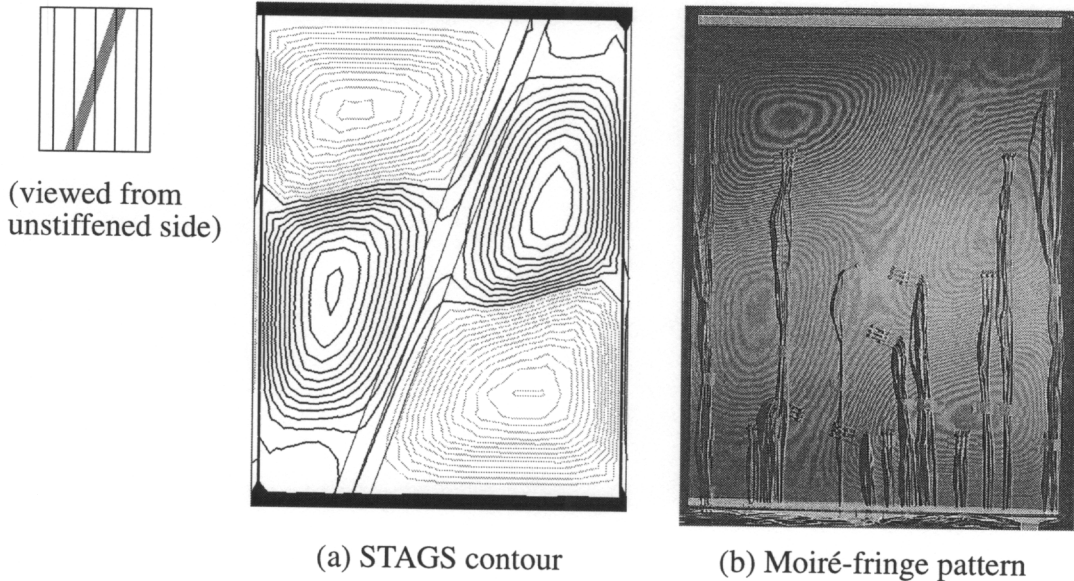 (viewed from
unstiffened side)
(a) STAGS contour
(b) Moiré-fringe pattern